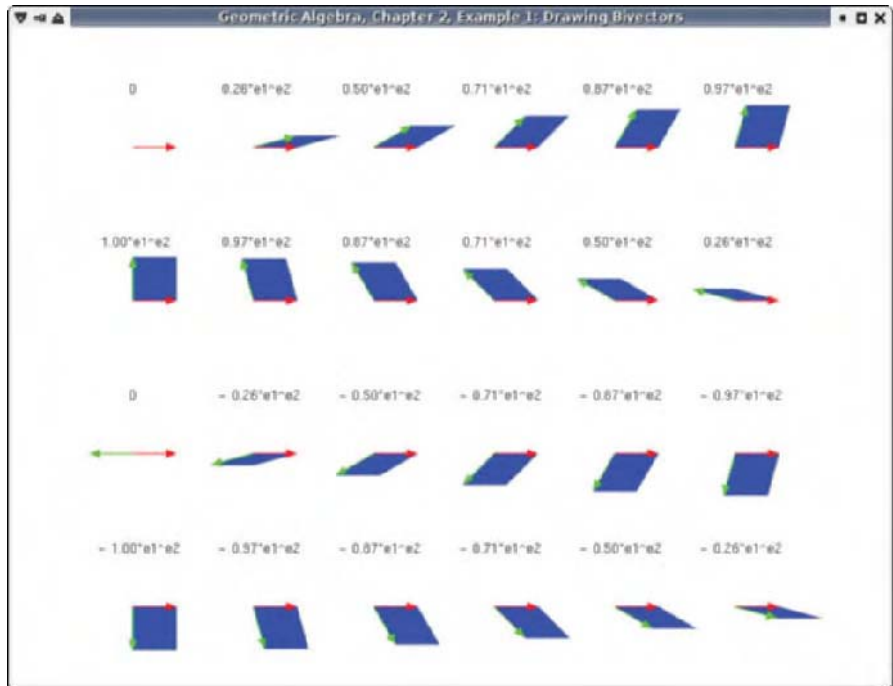 Geometric Algebra, Chapter 2, Example 1: Drawing Bivectors
0 0.26*e1^e2 0.50*e1^e2 0.71*e1^e2 0.87*e1^e2 0.97*e1^e2
1.00*e1^e2 0.97*e1^e2 0.87*e1^e2 0.71*e1^e2 0.50*e1^e2 0.26*e1^e2
0 - 0.26*e1^e2 - 0.50*e1^e2 - 0.71*e1^e2 - 0.87*e1^e2 - 0.97*e1^e2
- 1.00*e1^e2 - 0.97*e1^e2 - 0.87*e1^e2 - 0.71*e1^e2 - 0.50*e1^e2 - 0.26*e1^e2